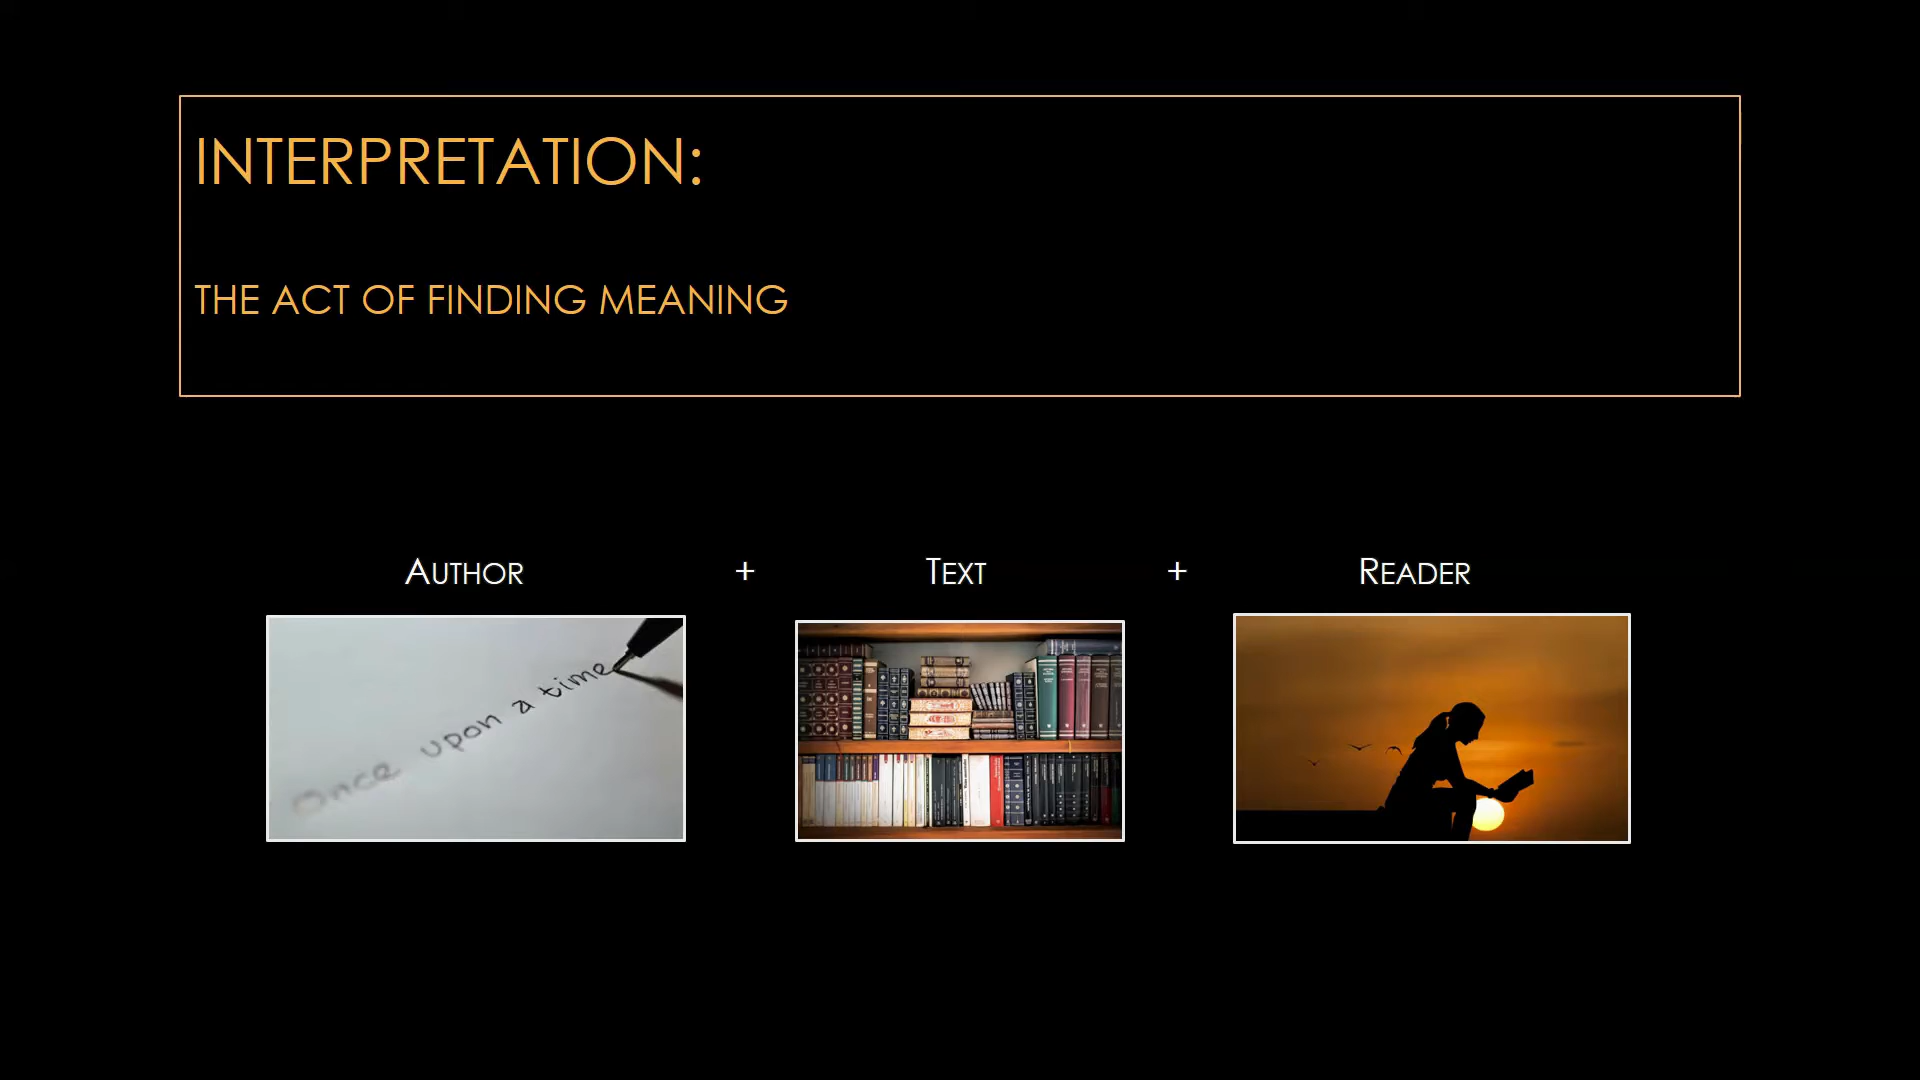 INTERPRETATION:
THE ACT OF FINDING MEANING
AUTHOR + TEXT + READER
Once upon a time